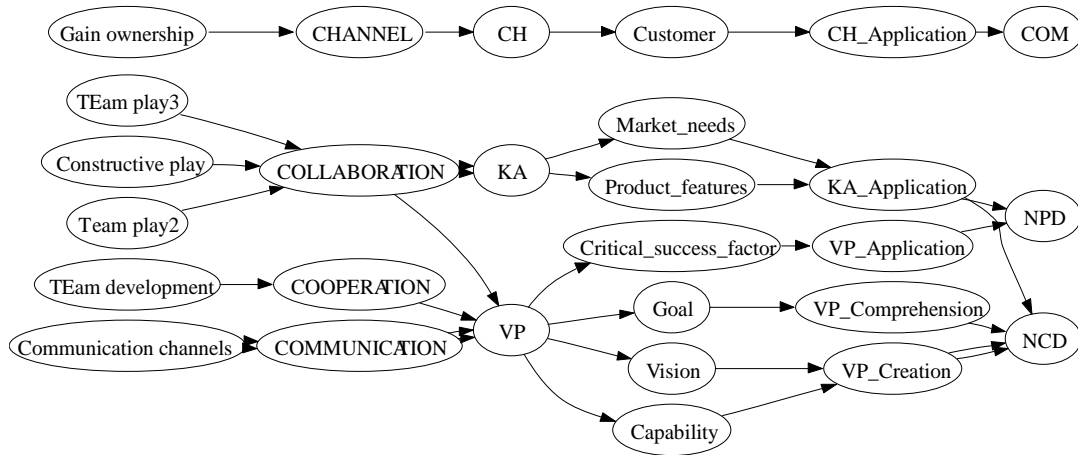 Gain ownership
CHANNEL
CH
Customer
CH_Application
COM
TEam play3
Constructive play
Team play2
COLLABORATION
KA
Market_needs
Product_features
KA_Application
NPD
Critical_success_factor
VP_Application
TEam development
COOPERATION
Communication channels
COMMUNICATION
VP
Goal
VP_Comprehension
Vision
VP_Creation
NCD
Capability